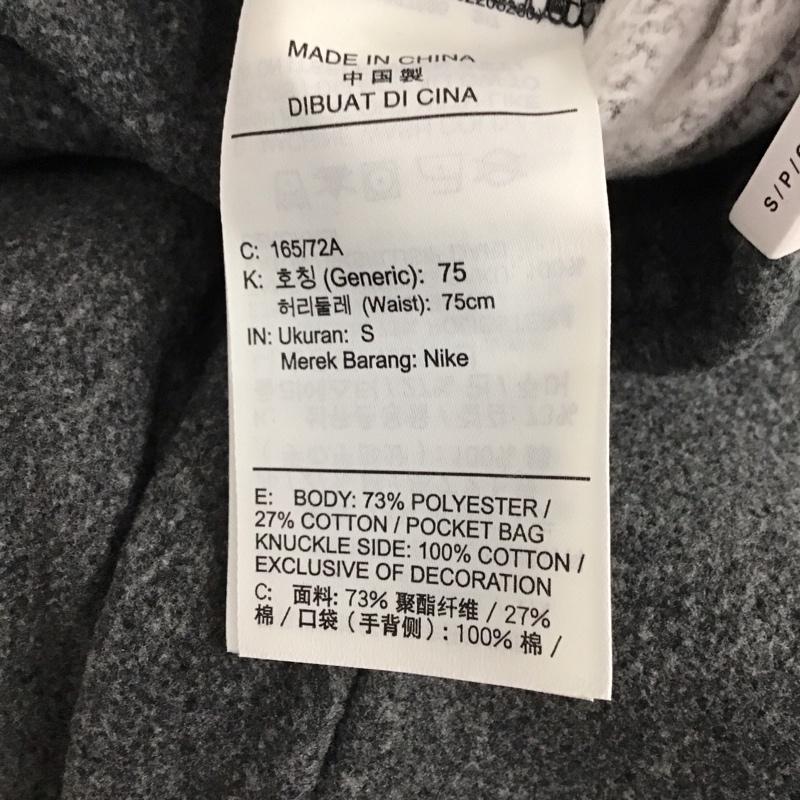 MADE IN CHINA
中国製
DIBUAT DI CINA
C: 165/72A
K: 호칭 (Generic): 75
허리둘레 (Waist): 75cm
IN: Ukuran: S
Merek Barang: Nike
E: BODY: 73% POLYESTER /
27% COTTON / POCKET BAG
KNUCKLE SIDE: 100% COTTON /
EXCLUSIVE OF DECORATION
C: 面料: 73% 聚酯纤维 / 27%
棉 / 口袋 (手背侧) : 100% 棉 /
S/P/